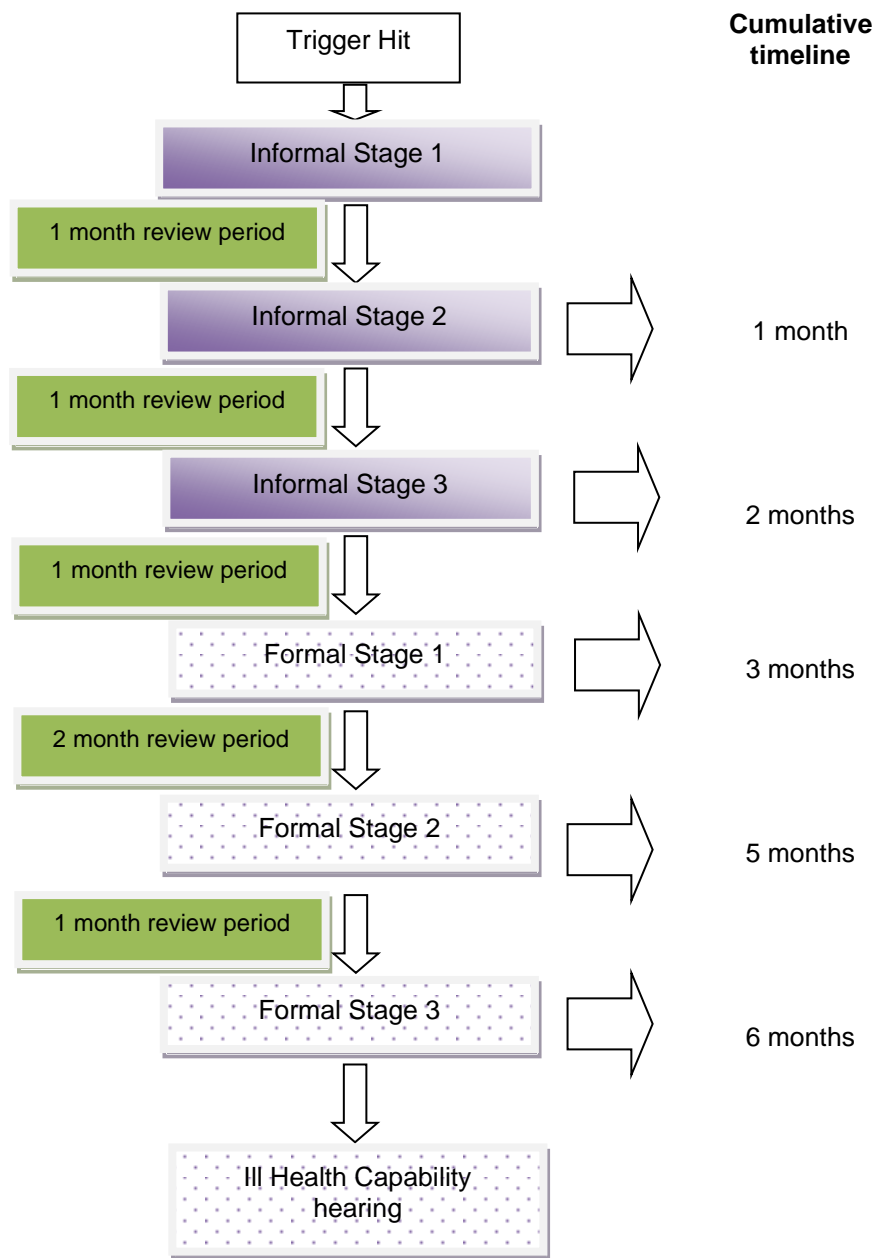 Trigger Hit
Cumulative
timeline
Informal Stage 1
1 month review period
Informal Stage 2
1 month
1 month review period
Informal Stage 3
2 months
1 month review period
Formal Stage 1
3 months
2 month review period
Formal Stage 2
5 months
1 month review period
Formal Stage 3
6 months
Ill Health Capability
hearing